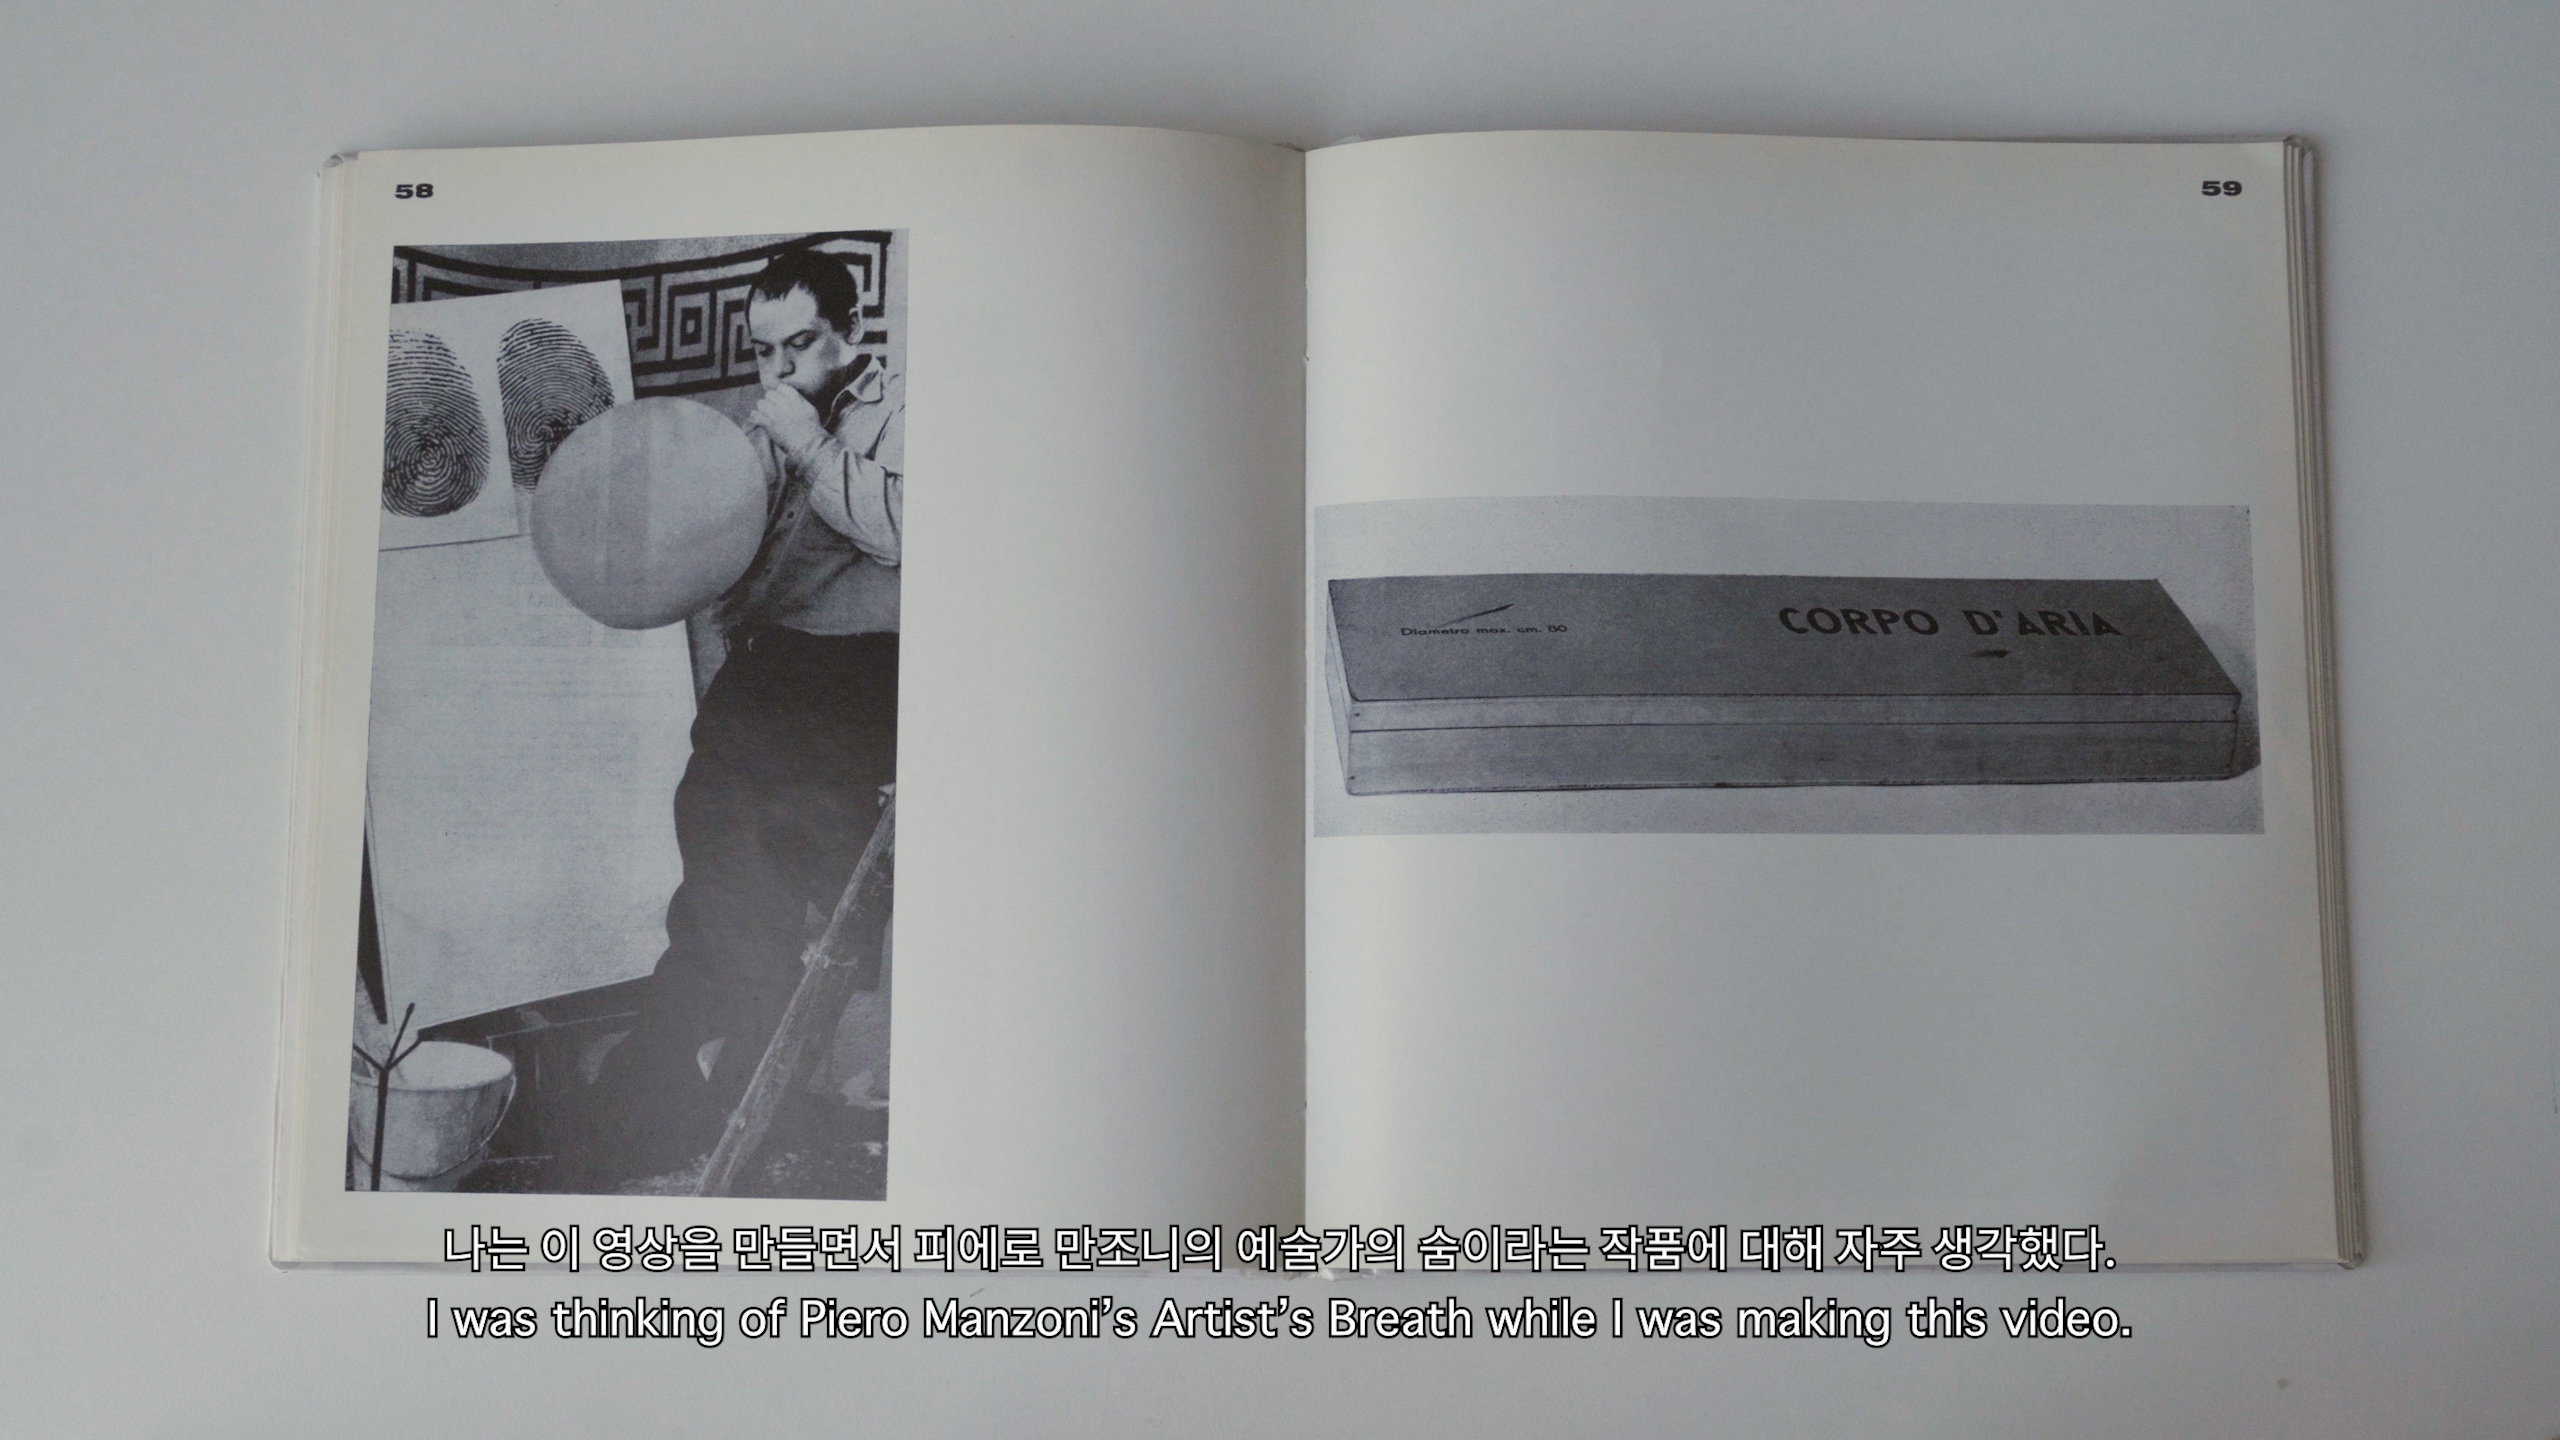 58
59
Diametro max. cm. 80
CORPO D'ARIA
나는 이 영상을 만들면서 피에로 만조니의 예술가의 숨이라는 작품에 대해 자주 생각했다.
I was thinking of Piero Manzoni’s Artist’s Breath while I was making this video.